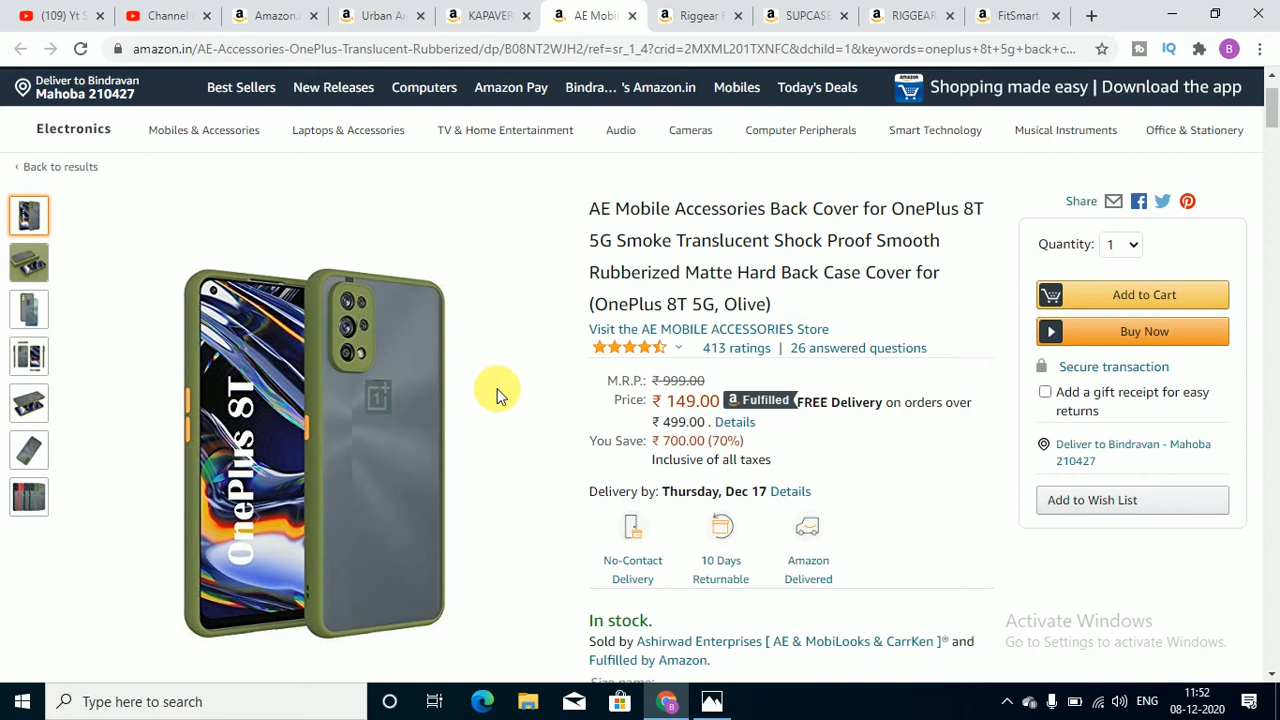 (109) Yt S
Channel
Amazon.i
Urban Ar
KAPAVER
AE Mobil
Riggear F
SUPCASE
RIGGEAR
FitSmart
amazon.in/AE-Accessories-OnePlus-Translucent-Rubberized/dp/B08NT2WJH2/ref=sr_1_4?crid=2MXML201TXNFC&dchild=1&keywords=oneplus+8t+5g+back+c...
IQ
B
Deliver to Bindravan
Mahoba 210427
Best Sellers
New Releases
Computers
Amazon Pay
Bindra... 's Amazon.in
Mobiles
Today's Deals
Shopping made easy | Download the app
Electronics
Mobiles & Accessories
Laptops & Accessories
TV & Home Entertainment
Audio
Cameras
Computer Peripherals
Smart Technology
Musical Instruments
Office & Stationery
‹ Back to results
AE Mobile Accessories Back Cover for OnePlus 8T
5G Smoke Translucent Shock Proof Smooth
Rubberized Matte Hard Back Case Cover for
(OnePlus 8T 5G, Olive)
Visit the AE MOBILE ACCESSORIES Store
413 ratings | 26 answered questions
M.R.P.: ₹ 999.00
Price: ₹ 149.00 Fulfilled FREE Delivery on orders over
₹ 499.00 . Details
You Save: ₹ 700.00 (70%)
Inclusive of all taxes
Delivery by: Thursday, Dec 17 Details
No-Contact
Delivery
10 Days
Returnable
Amazon
Delivered
In stock.
Sold by Ashirwad Enterprises [ AE & MobiLooks & CarrKen ]® and
Fulfilled by Amazon.
Size name:
OnePlus 8T
Share
Quantity: 1
Add to Cart
Buy Now
Secure transaction
Add a gift receipt for easy
returns
Deliver to Bindravan - Mahoba
210427
Add to Wish List
Activate Windows
Go to Settings to activate Windows.
Type here to search
B
ENG
11:52
08-12-2020